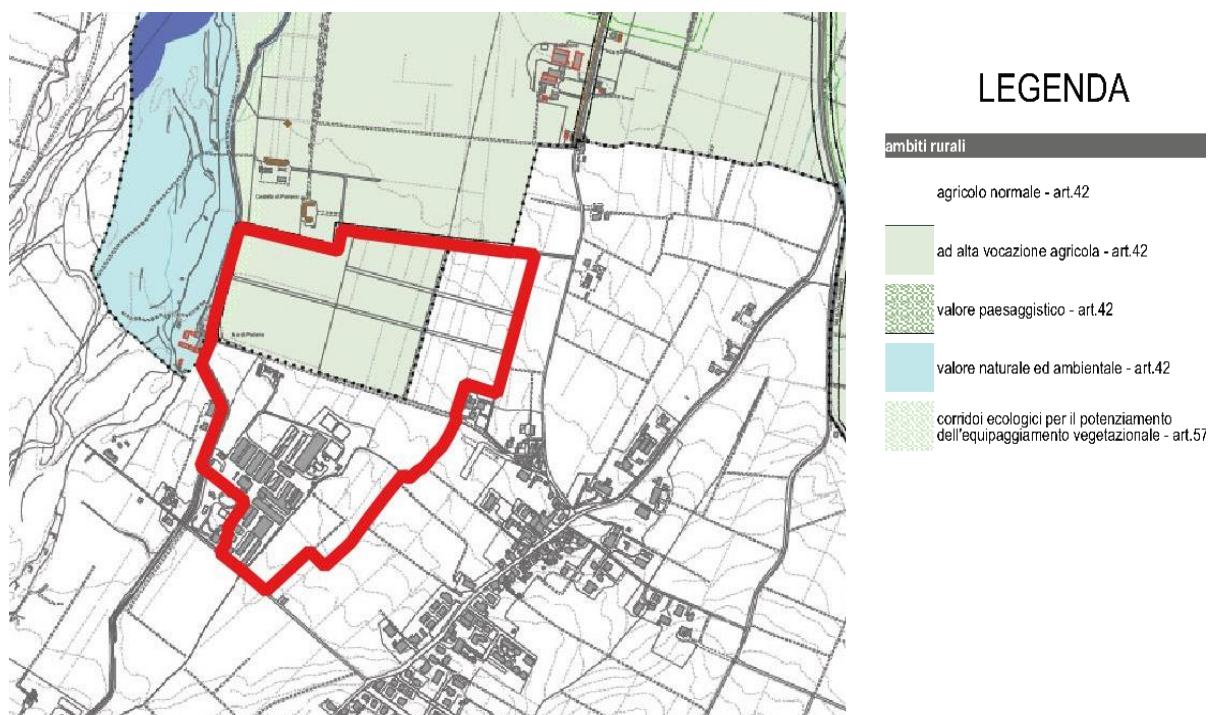 LEGENDA
ambiti rurali
agricolo normale - art.42
ad alta vocazione agricola - art.42
valore paesaggistico - art.42
valore naturale ed ambientale - art.42
corridoi ecologici per il potenziamento
dell'equipaggiamento vegetazionale - art.57